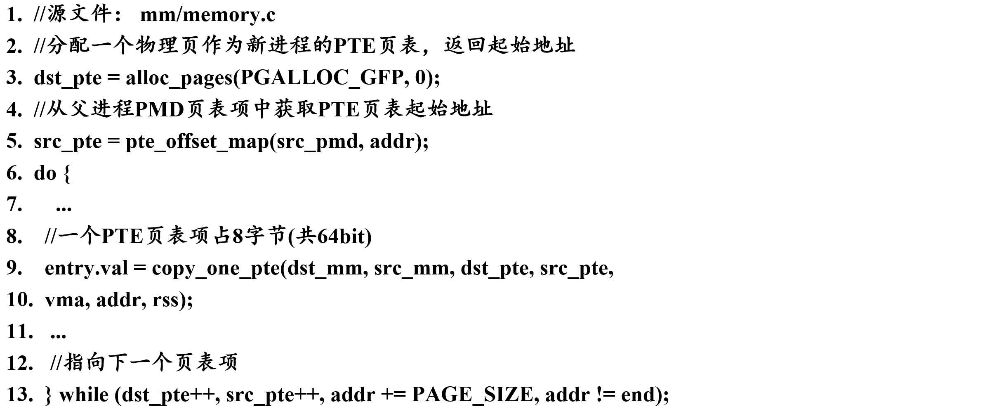 1. //源文件： mm/memory.c
2. //分配一个物理页作为新进程的PTE页表，返回起始地址
3. dst_pte = alloc_pages(PGALLOC_GFP, 0);
4. //从父进程PMD页表项中获取PTE页表起始地址
5. src_pte = pte_offset_map(src_pmd, addr);
6. do {
7. ...
8. //一个PTE页表项占8字节(共64bit)
9. entry.val = copy_one_pte(dst_mm, src_mm, dst_pte, src_pte,
10. vma, addr, rss);
11. ...
12. //指向下一个页表项
13. } while (dst_pte++, src_pte++, addr += PAGE_SIZE, addr != end);